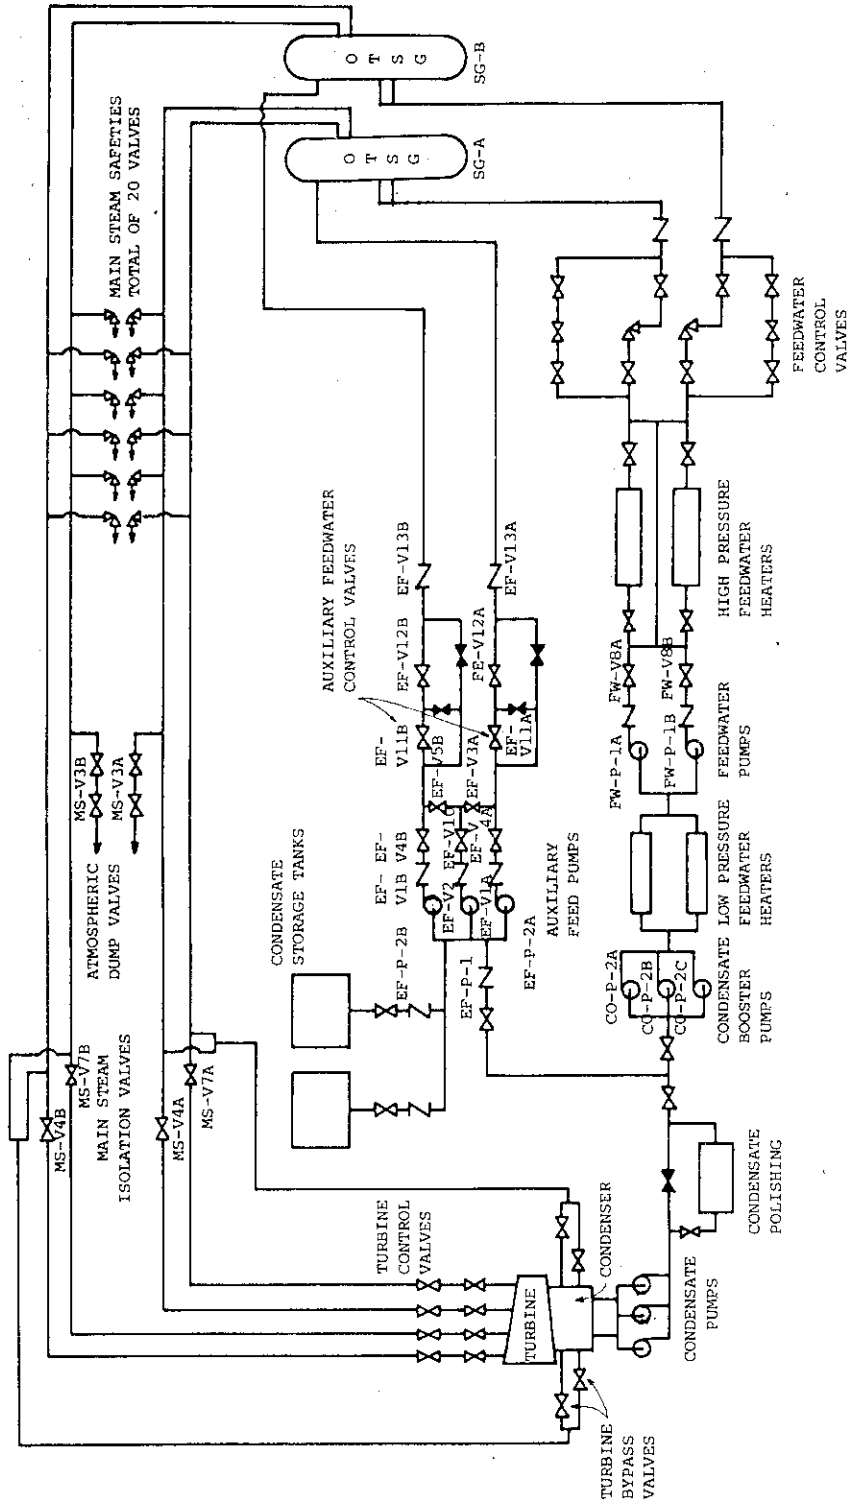 OTSG
SG-B
OTSG
SG-A
MAIN STEAM SAFETIES
TOTAL OF 20 VALVES
MS-V3B
MS-V3A
ATMOSPHERIC
DUMP VALVES
MS-V4B
MS-V7B
MAIN STEAM
ISOLATION VALVES
MS-V4A
MS-V7A
AUXILIARY FEEDWATER
CONTROL VALVES
EF-V13B
EF-V13A
EF-V12B
FE-V12A
EF-
V11B
EF-
V11A
EF-V5B
EF-V3A
EF-
V4B
EF-
V1B
EF-V2
EF-V1A
4A
CONDENSATE
STORAGE TANKS
EF-P-2B
EF-P-1
EF-P-2A
AUXILIARY
FEED PUMPS
FEEDWATER
CONTROL
VALVES
HIGH PRESSURE
FEEDWATER
HEATERS
FW-V8A
FW-V8B
FW-P-1A
FW-P-1B
FEEDWATER
PUMPS
LOW PRESSURE
FEEDWATER
HEATERS
CO-P-2A
CO-P-2B
CO-P-2C
CONDENSATE
BOOSTER
PUMPS
CONDENSATE
POLISHING
CONDENSATE
PUMPS
CONDENSER
TURBINE
TURBINE
CONTROL
VALVES
TURBINE
BYPASS
VALVES